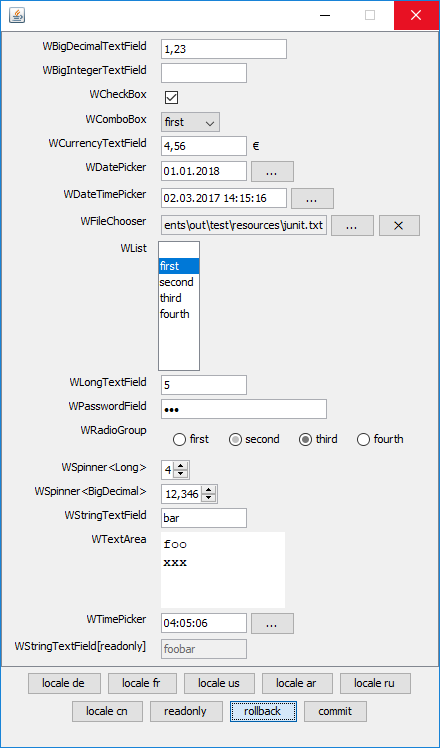 WBigDecimalTextField 1,23
WBigIntegerTextField
WCheckBox
WComboBox first
WCurrencyTextField 4,56 €
WDatePicker 01.01.2018 ...
WDateTimePicker 02.03.2017 14:15:16 ...
WFileChooser ents\out\test\resources\junit.txt ... ×
WList
first
second
third
fourth
WLongTextField 5
WPasswordField •••
WRadioGroup first second third fourth
WSpinner<Long> 4
WSpinner<BigDecimal> 12,346
WStringTextField bar
WTextArea foo
xxx
WTimePicker 04:05:06 ...
WStringTextField[readonly] foobar
locale de locale fr locale us locale ar locale ru
locale cn readonly rollback commit